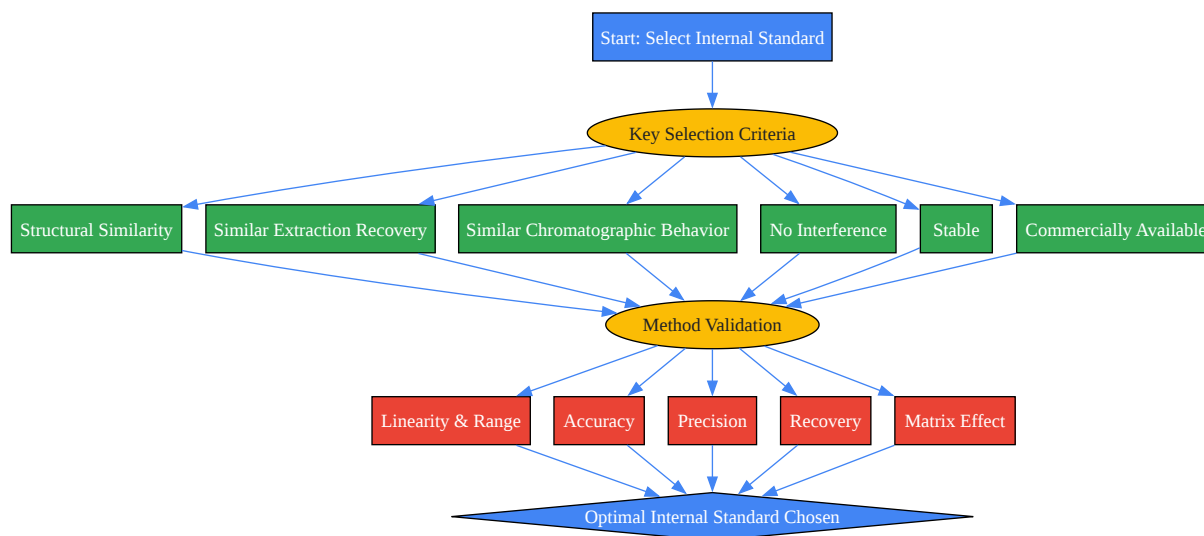 Start: Select Internal Standard
Key Selection Criteria
Structural Similarity
Similar Extraction Recovery
Similar Chromatographic Behavior
No Interference
Stable
Commercially Available
Method Validation
Linearity & Range
Accuracy
Precision
Recovery
Matrix Effect
Optimal Internal Standard Chosen